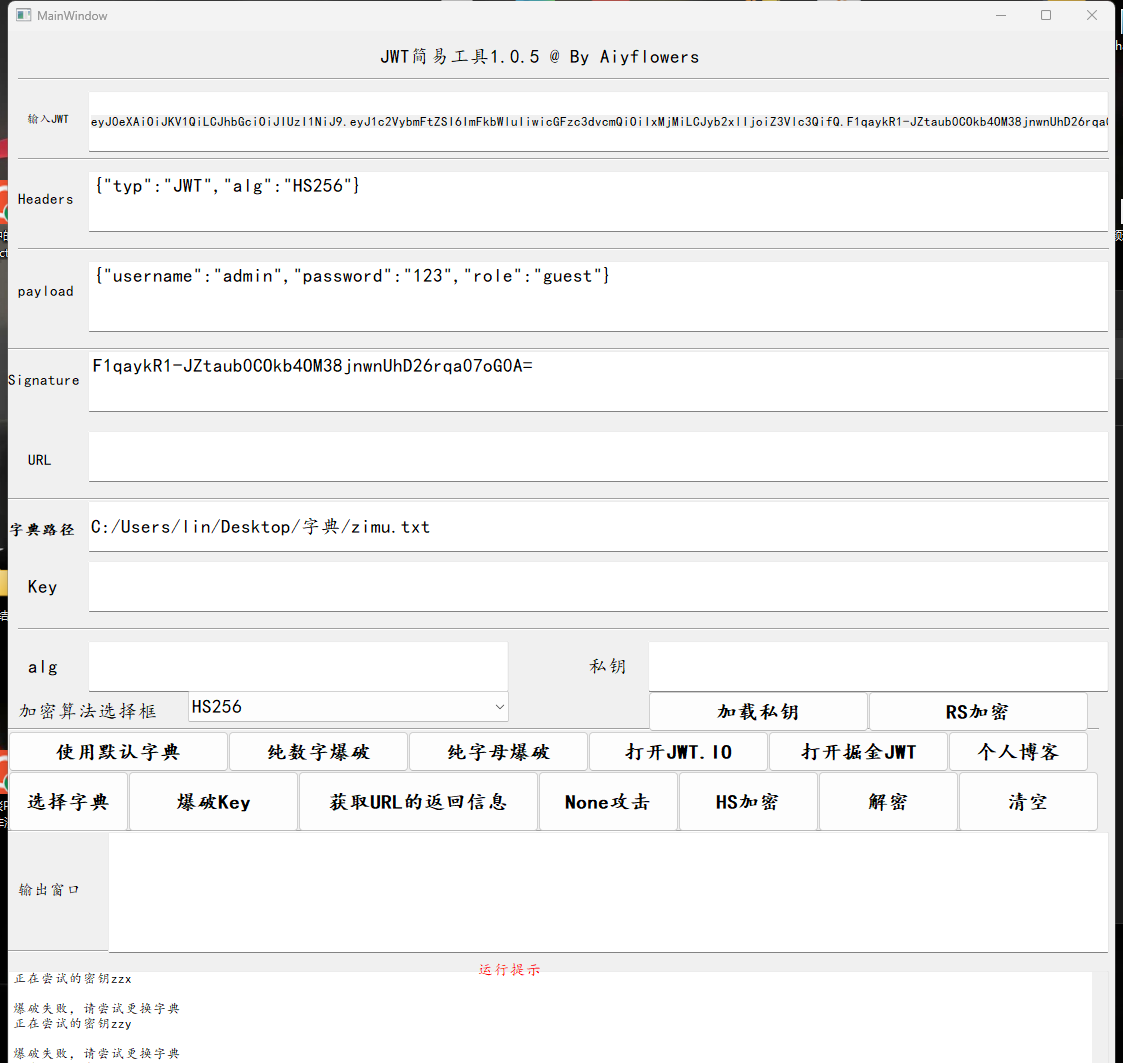 MainWindow
JWT简易工具1.0.5 @ By Aiyflowers
输入JWT
eyJ0eXAiOiJKV1QiLCJhbGciOiJIUzI1NiJ9.eyJ1c2VybmFtZSI6ImFkbWluIiwicGFzc3dvcmQiOiIxMjMiLCJyb2xlIjoiZ3Vlc3QifQ.F1qaykR1-JZtaub0COkb4OM38jnwnUhD26rqa
Headers
{"typ":"JWT","alg":"HS256"}
payload
{"username":"admin","password":"123","role":"guest"}
Signature
F1qaykR1-JZtaub0COkb4OM38jnwnUhD26rqaO7oGOA=
URL
字典路径
C:/Users/lin/Desktop/字典/zimu.txt
Key
alg
私钥
加密算法选择框
HS256
加载私钥
RS加密
使用默认字典
纯数字爆破
纯字母爆破
打开JWT.IO
打开掘金JWT
个人博客
选择字典
爆破Key
获取URL的返回信息
None攻击
HS加密
解密
清空
输出窗口
运行提示
正在尝试的密钥zzx
爆破失败，请尝试更换字典
正在尝试的密钥zzy
爆破失败，请尝试更换字典